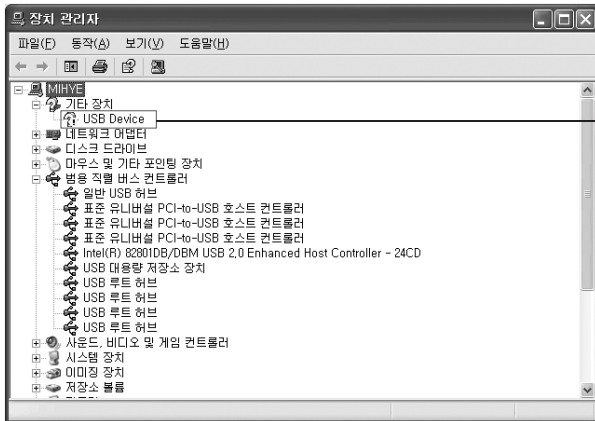 장치 관리자
파일(F) 동작(A) 보기(V) 도움말(H)
MIHYE
기타 장치
USB Device
네트워크 어댑터
디스크 드라이브
마우스 및 기타 포인팅 장치
범용 직렬 버스 컨트롤러
일반 USB 허브
표준 유니버설 PCI-to-USB 호스트 컨트롤러
표준 유니버설 PCI-to-USB 호스트 컨트롤러
표준 유니버설 PCI-to-USB 호스트 컨트롤러
Intel(R) 82801DB/DBM USB 2.0 Enhanced Host Controller - 24CD
USB 대용량 저장소 장치
USB 루트 허브
USB 루트 허브
USB 루트 허브
USB 루트 허브
사운드, 비디오 및 게임 컨트롤러
시스템 장치
이미징 장치
저장소 볼륨